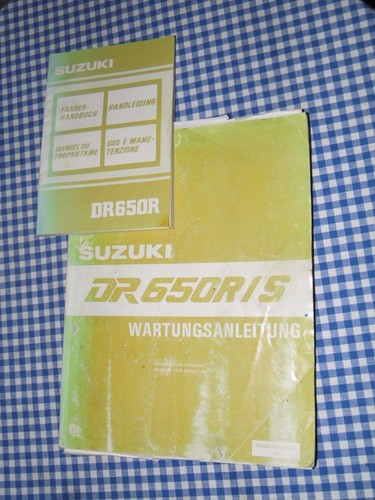 SUZUKI
FAHRER-
HANDBUCH
HANDLEIDING
MANUEL DU
PROPRIETAIRE
USO E MANU-
TENZIONE
DR650R
SUZUKI
DR650R/S
WARTUNGSANLEITUNG